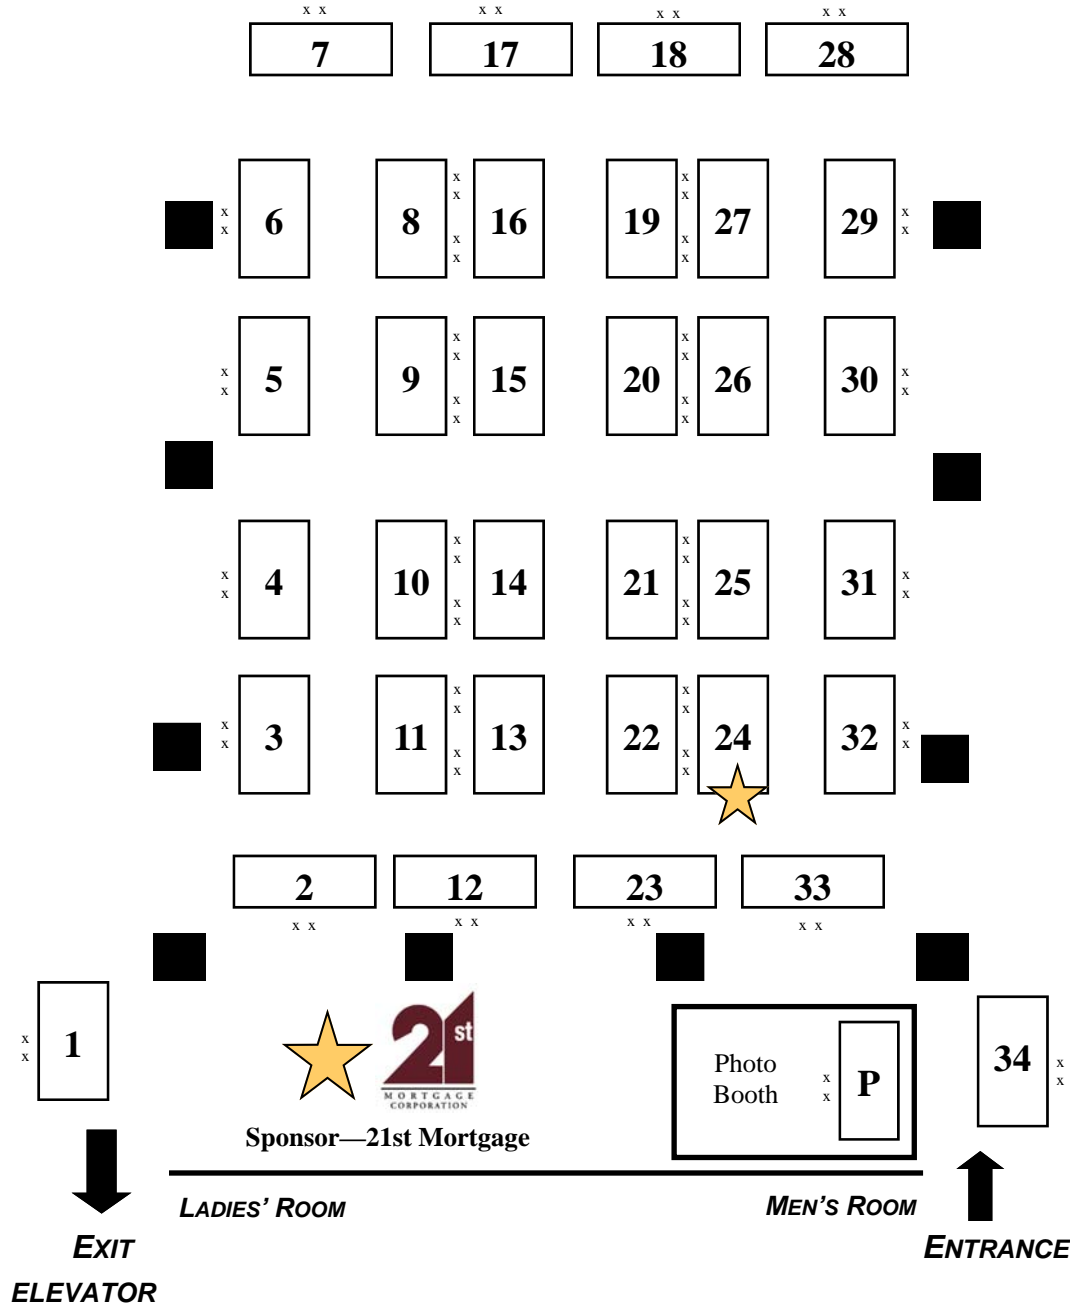 x x x x x x x x
7 17 18 28
x x x x
x x x x
x x
6 8 16 19 27 29
x x
x x x x
x x
x x
x x
x x
5 9 15 20 26 30
x x
x x
x x
x x
x x
x x
4 10 14 21 25 31
x x
x x
x x
x x
x x
x x
3 11 13 22 24 32
x x
x x
x x
2 12 23 33
x x x x x x x x
x
x
1
21st
MORTGAGE
CORPORATION
Sponsor—21st Mortgage
Photo
Booth
x
x
P
34
x
x
LADIES' ROOM MEN'S ROOM
EXIT ENTRANCE
ELEVATOR